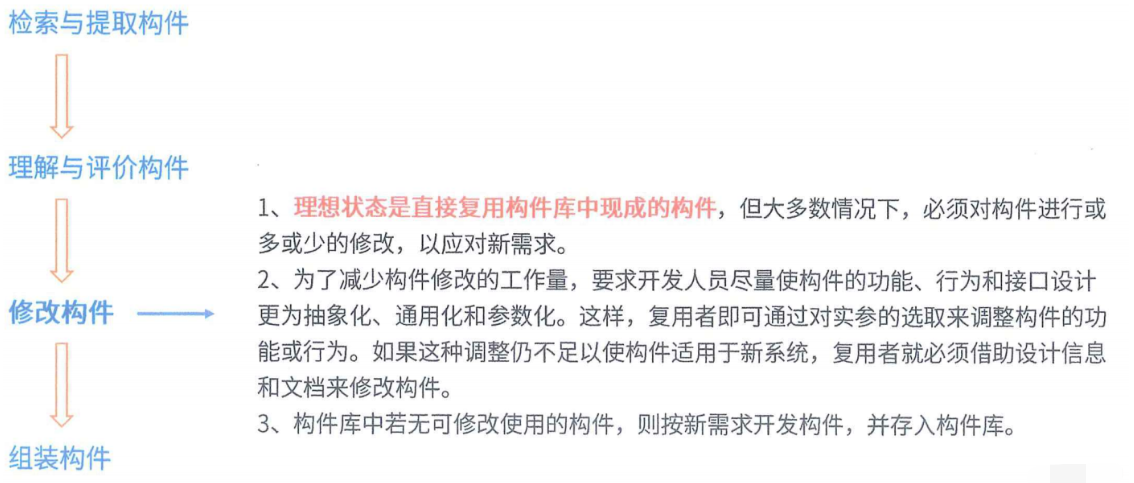 检索与提取构件
理解与评价构件
1、理想状态是直接复用构件库中现成的构件，但大多数情况下，必须对构件进行或
多或少的修改，以应对新需求。
2、为了减少构件修改的工作量，要求开发人员尽量使构件的功能、行为和接口设计
修改构件
更为抽象化、通用化和参数化。这样，复用者即可通过对实参的选取来调整构件的功
能或行为。如果这种调整仍不足以使构件适用于新系统，复用者就必须借助设计信息
和文档来修改构件。
3、构件库中若无可修改使用的构件，则按新需求开发构件，并存入构件库。
组装构件